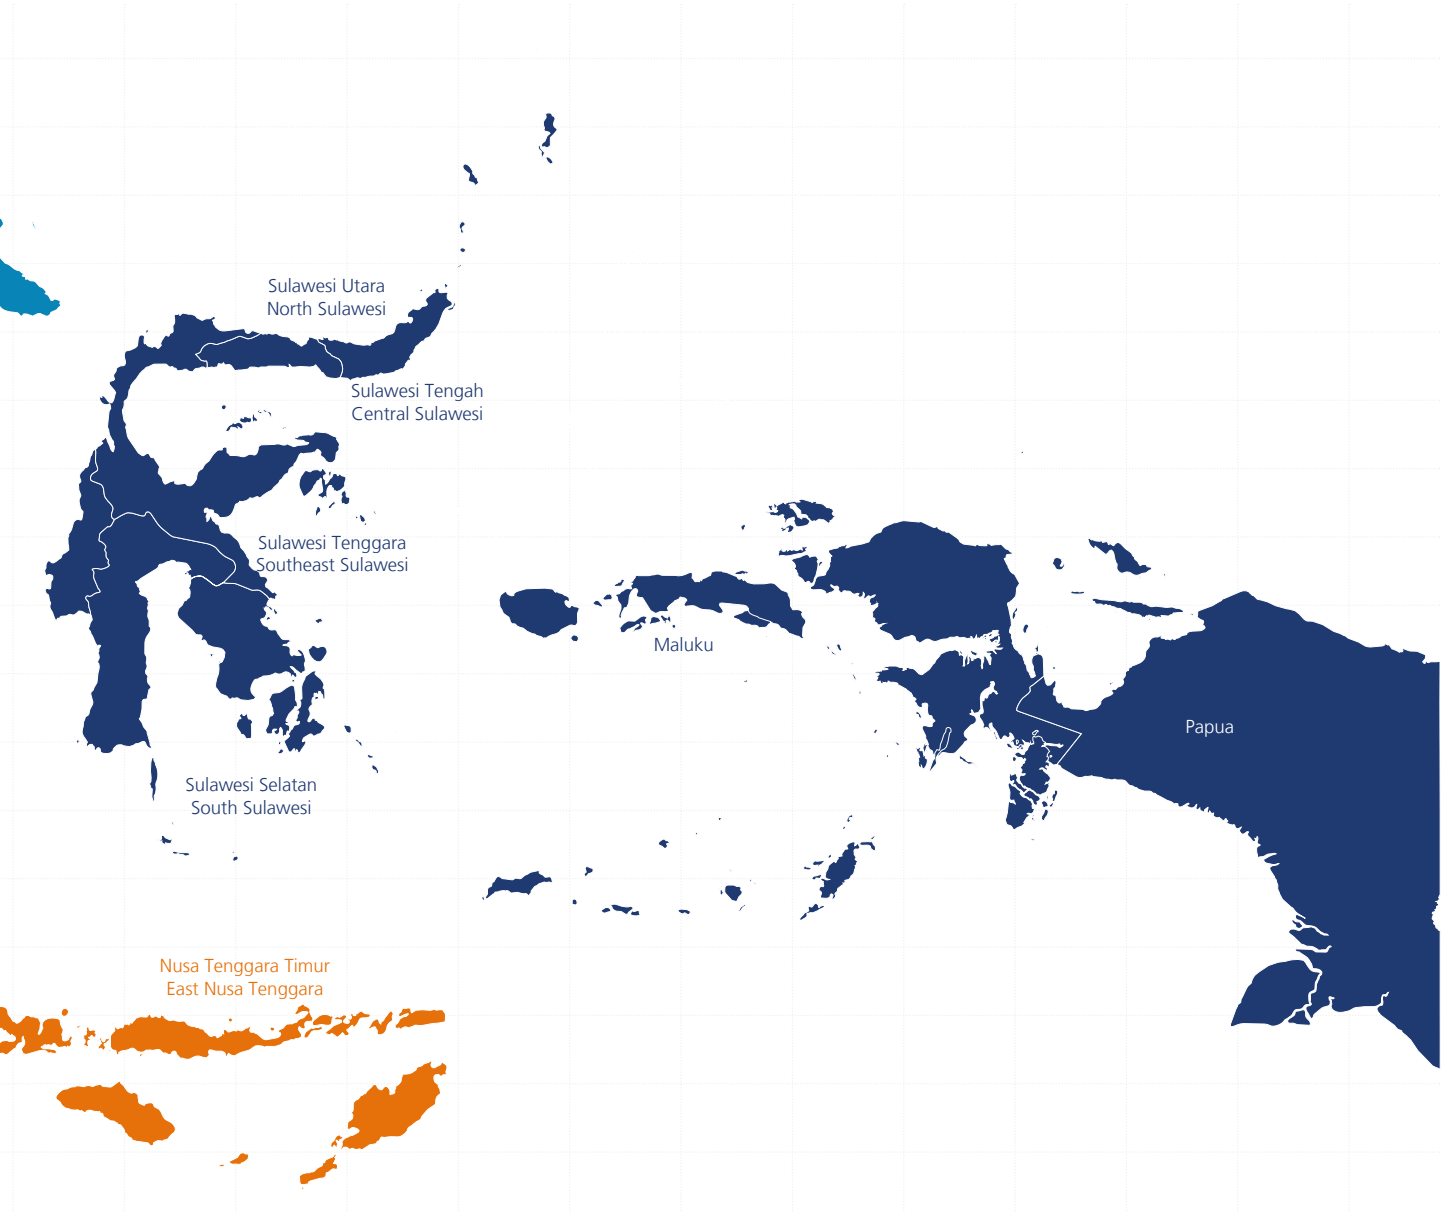 Sulawesi Utara
North Sulawesi
Sulawesi Tengah
Central Sulawesi
Sulawesi Tenggara
Southeast Sulawesi
Maluku
Papua
Sulawesi Selatan
South Sulawesi
Nusa Tenggara Timur
East Nusa Tenggara